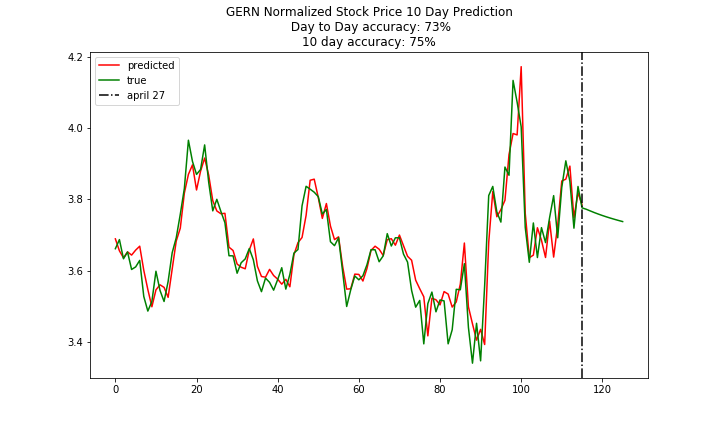 GERN Normalized Stock Price 10 Day Prediction
Day to Day accuracy: 73%
10 day accuracy: 75%
predicted
true
april 27
4.2
4.0
3.8
3.6
3.4
0 20 40 60 80 100 120